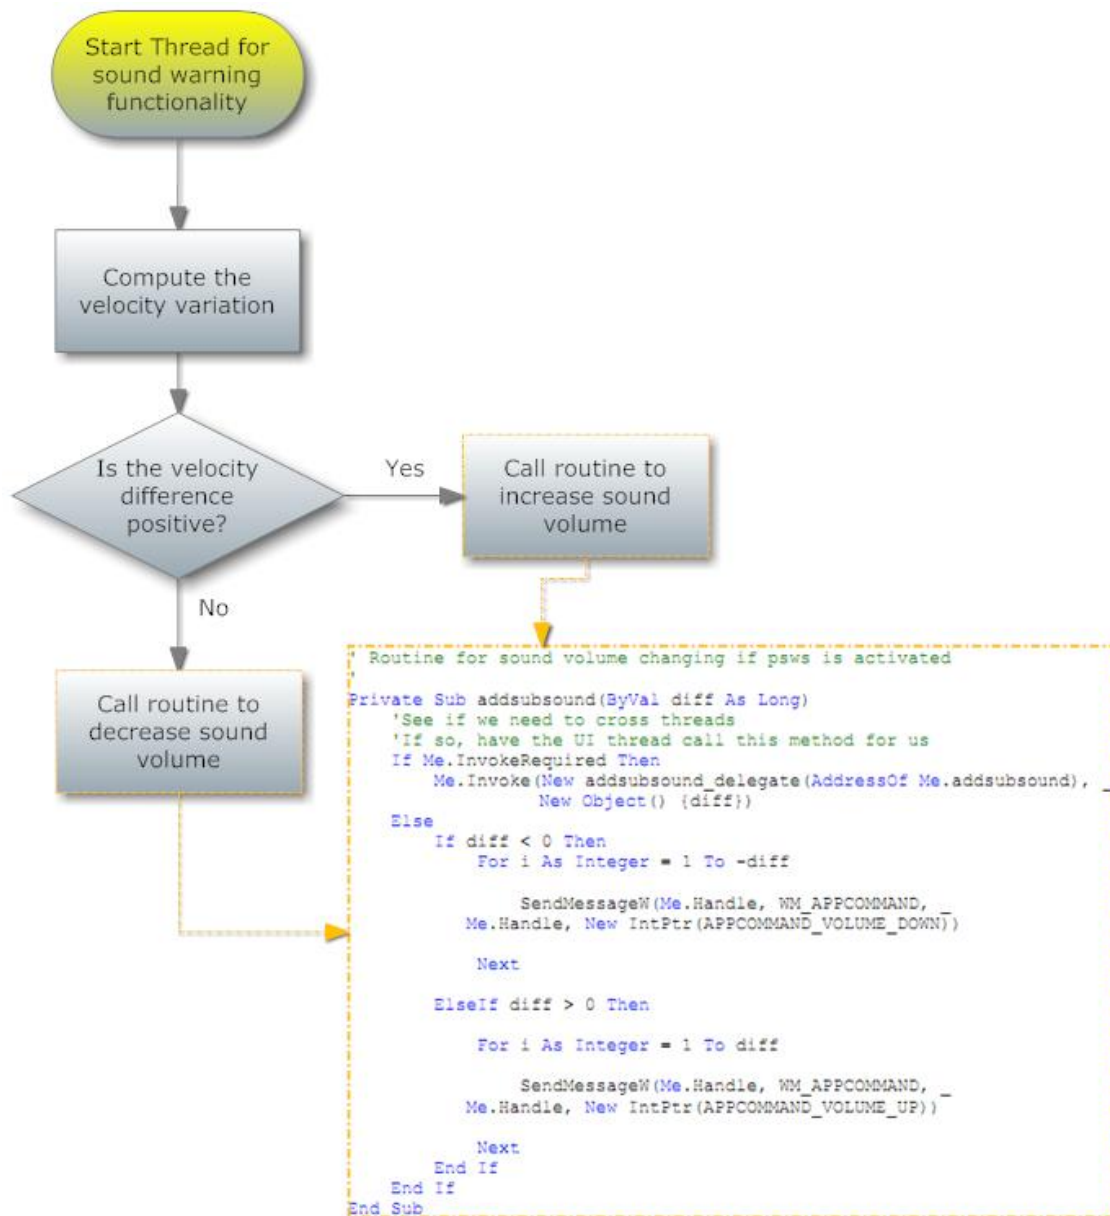 Start Thread for
sound warning
functionality
Compute the
velocity variation
Is the velocity
difference
positive?
Yes
Call routine to
increase sound
volume
No
Call routine to
decrease sound
volume
' Routine for sound volume changing if psws is activated
'
Private Sub addsubsound(ByVal diff As Long)
'See if we need to cross threads
'If so, have the UI thread call this method for us
If Me.InvokeRequired Then
Me.Invoke(New addsubsound_delegate(AddressOf Me.addsubsound), _
New Object() {diff})
Else
If diff < 0 Then
For i As Integer = 1 To -diff
SendMessageW(Me.Handle, WM_APPCOMMAND, _
Me.Handle, New IntPtr(APPCOMMAND_VOLUME_DOWN))
Next
ElseIf diff > 0 Then
For i As Integer = 1 To diff
SendMessageW(Me.Handle, WM_APPCOMMAND, _
Me.Handle, New IntPtr(APPCOMMAND_VOLUME_UP))
Next
End If
End If
End Sub